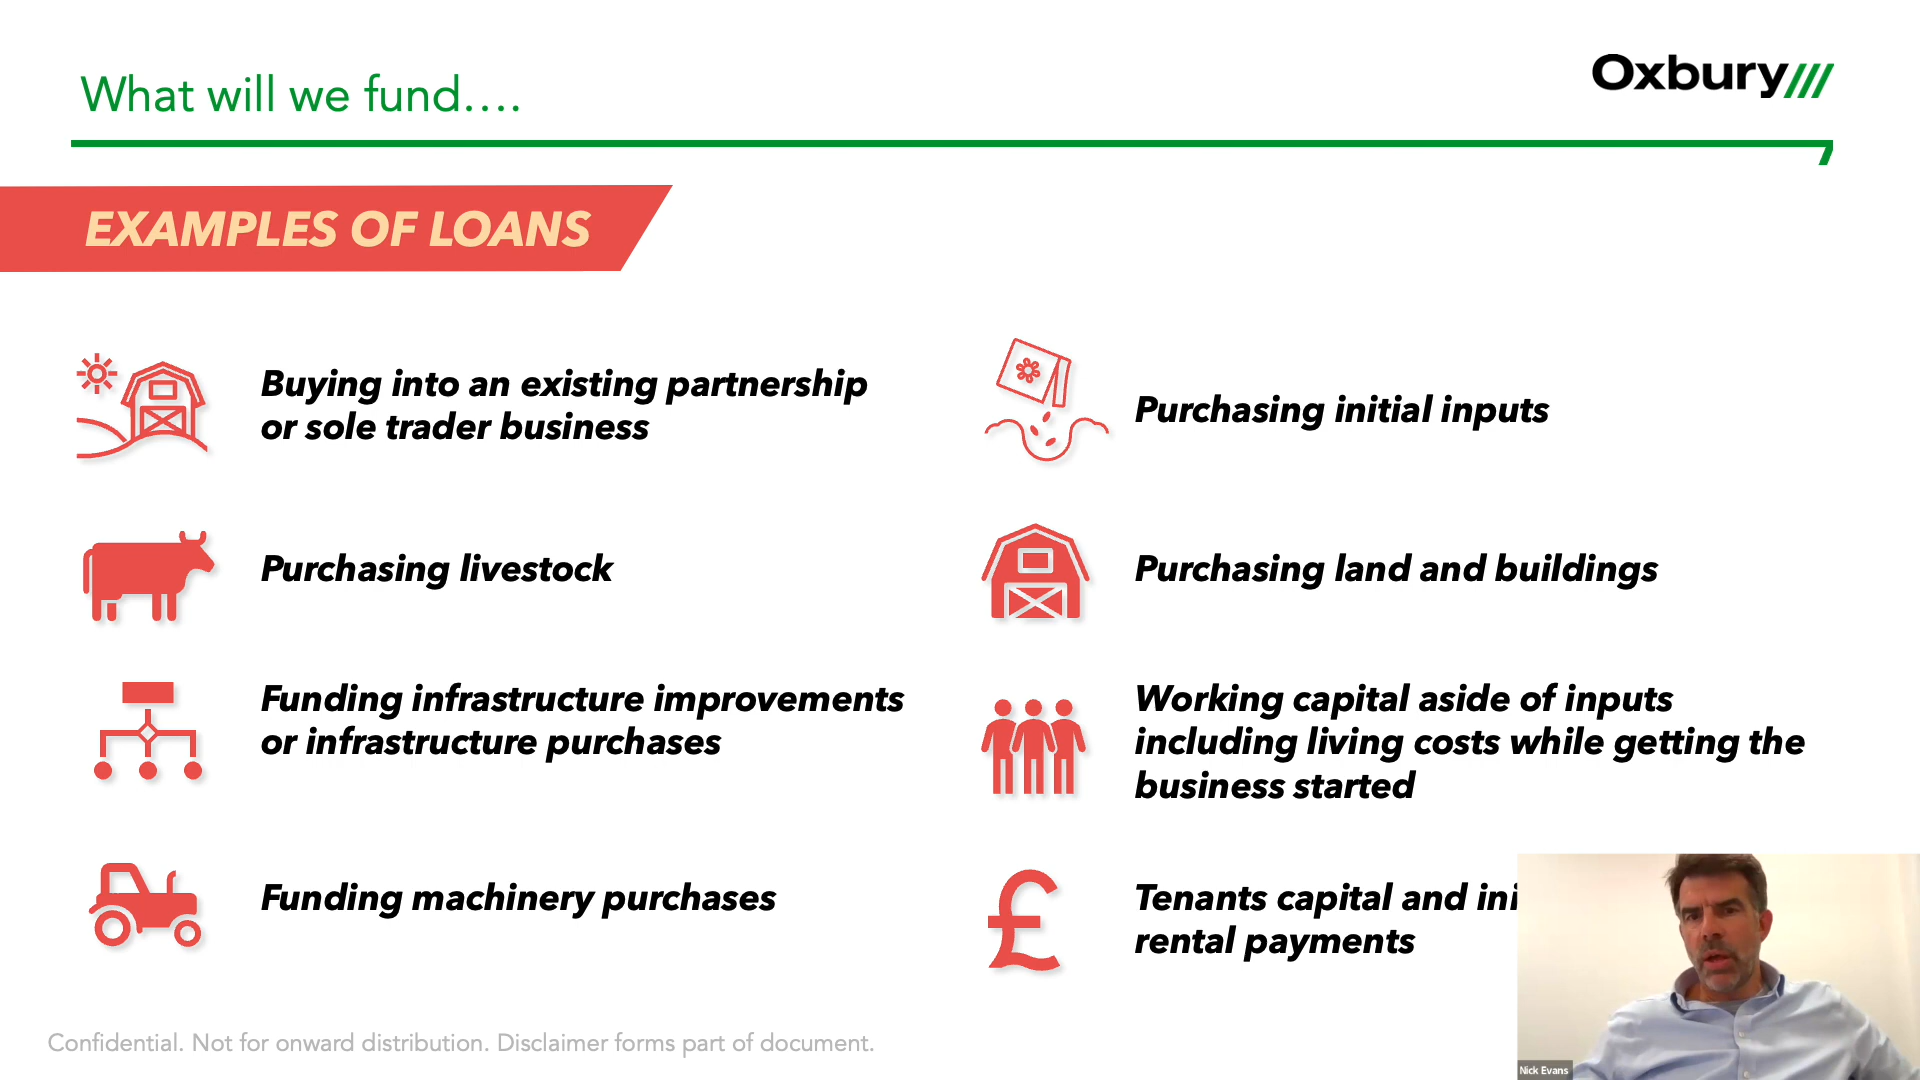 What will we fund....
Oxbury
EXAMPLES OF LOANS
Buying into an existing partnership
or sole trader business
Purchasing livestock
Funding infrastructure improvements
or infrastructure purchases
Funding machinery purchases
Purchasing initial inputs
Purchasing land and buildings
Working capital aside of inputs
including living costs while getting the
business started
Tenants capital and
rental payments
Confidential. Not for onward distribution. Disclaimer forms part of document.
Nick Evans